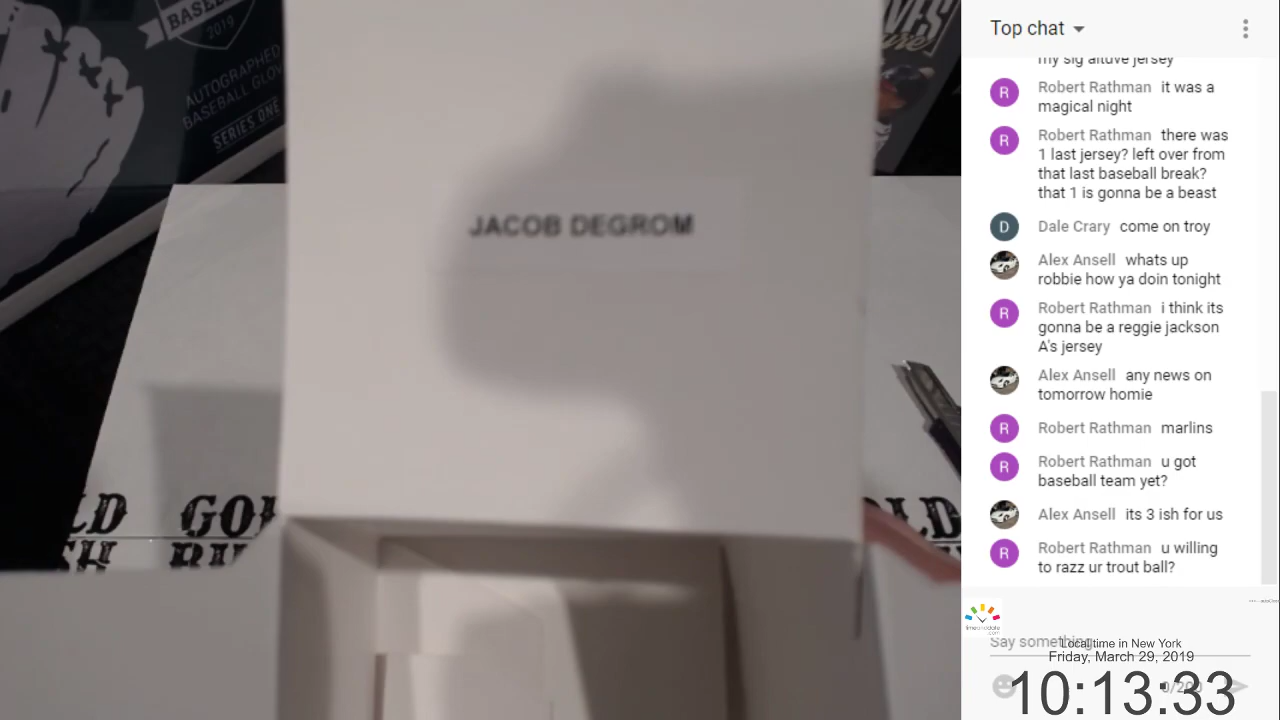 BASEBALL
2019
AUTOGRAPHED
BASEBALL GLOVE
SERIES ONE
JACOB DEGROM
GOLD
Top chat
my sig altuve jersey
Robert Rathman it was a
magical night
Robert Rathman there was
1 last jersey? left over from
that last baseball break?
that 1 is gonna be a beast
Dale Crary come on troy
Alex Ansell whats up
robbie how ya doin tonight
Robert Rathman i think its
gonna be a reggie jackson
A's jersey
Alex Ansell any news on
tomorrow homie
Robert Rathman marlins
Robert Rathman u got
baseball team yet?
Alex Ansell its 3 ish for us
Robert Rathman u willing
to razz ur trout ball?
Say something...
Local time in New York
Friday, March 29, 2019
10:13:33